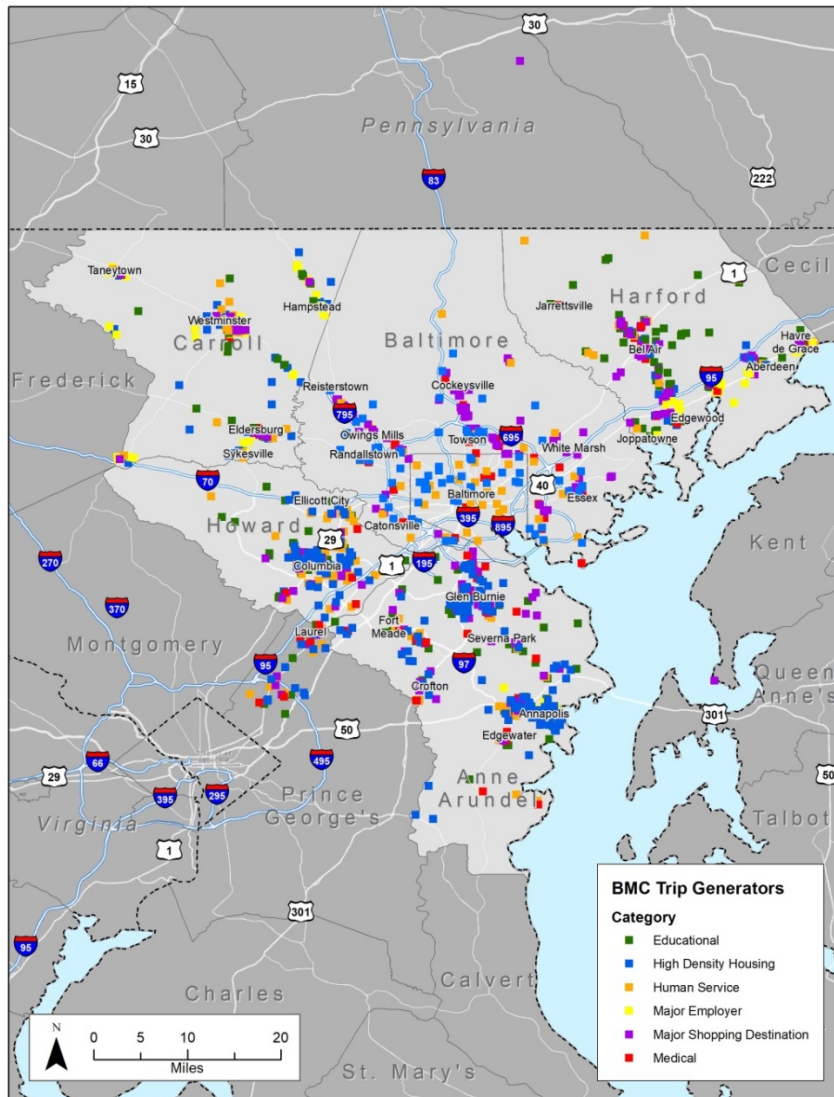 30
15
Pennsylvania
30
222
83
1
Cecil
Taneytown
Jarrettsville
Harford
Hampstead
Westminster
Carroll
Baltimore
Bel Air
Havre
de Grace
Aberdeen
Frederick
Reisterstown
Cockeysville
95
795
Edgewood
Eldersburg
Owings Mills
Towson
695
White Marsh
Joppatowne
Sykesville
Randallstown
70
Ellicott City
Baltimore
40
Essex
Howard
Catonsville
395
895
29
Kent
270
Columbia
1
195
370
Glen Burnie
Montgomery
Laurel
Fort
Meade
Severna Park
95
97
Queen
Anne's
Crofton
301
50
Annapolis
Edgewater
66
495
29
50
Anne
Arundel
395
295
Prince
George's
Talbot
Virginia
1
301
95
Calvert
Charles
St. Mary's
N
0 5 10 20
Miles
BMC Trip Generators
Category
Educational
High Density Housing
Human Service
Major Employer
Major Shopping Destination
Medical